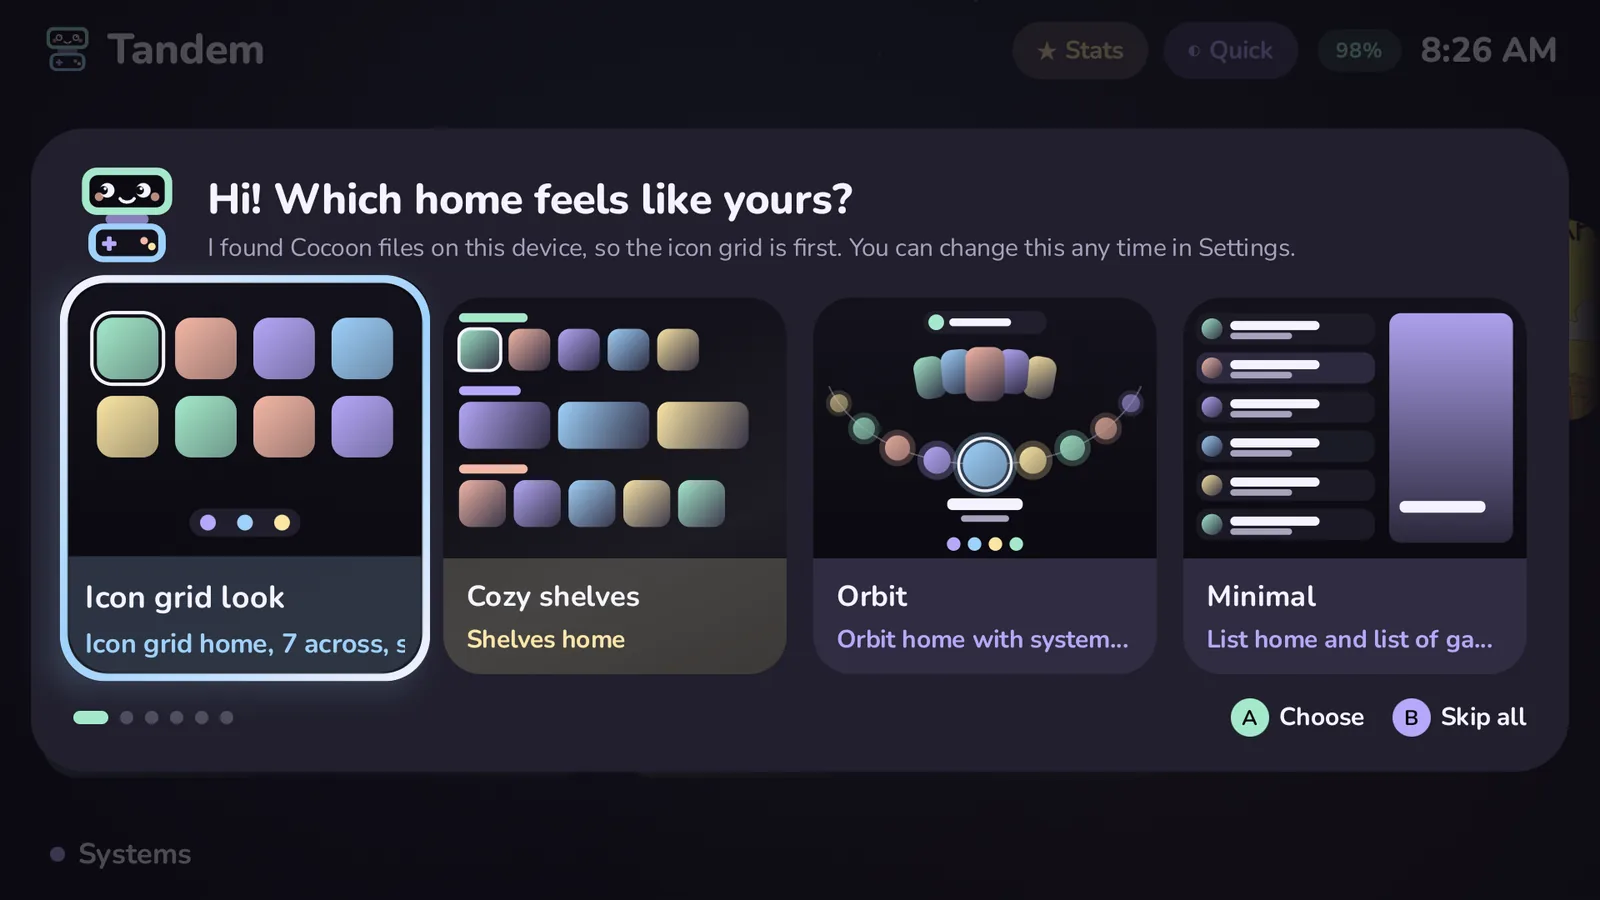 Tandem
★ Stats
Quick
98%
8:26 AM
Hi! Which home feels like yours?
I found Cocoon files on this device, so the icon grid is first. You can change this any time in Settings.
Icon grid look
Icon grid home, 7 across, s
Cozy shelves
Shelves home
Orbit
Orbit home with system...
Minimal
List home and list of ga...
A Choose
B Skip all
Systems